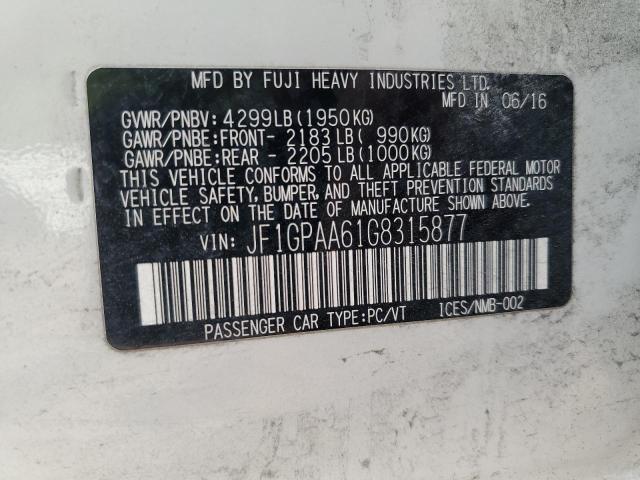 MFD BY FUJI HEAVY INDUSTRIES LTD.
MFD IN 06/16
GVWR/PNBV: 4299LB(1950KG)
GAWR/PNBE:FRONT- 2183LB( 990KG)
GAWR/PNBE:REAR - 2205LB(1000KG)
THIS VEHICLE CONFORMS TO ALL APPLICABLE FEDERAL MOTOR
VEHICLE SAFETY, BUMPER, AND THEFT PREVENTION STANDARDS
IN EFFECT ON THE DATE OF MANUFACTURE SHOWN ABOVE.
VIN: JF1GPAA61G8315877
PASSENGER CAR TYPE:PC/VT ICES/NMB-002